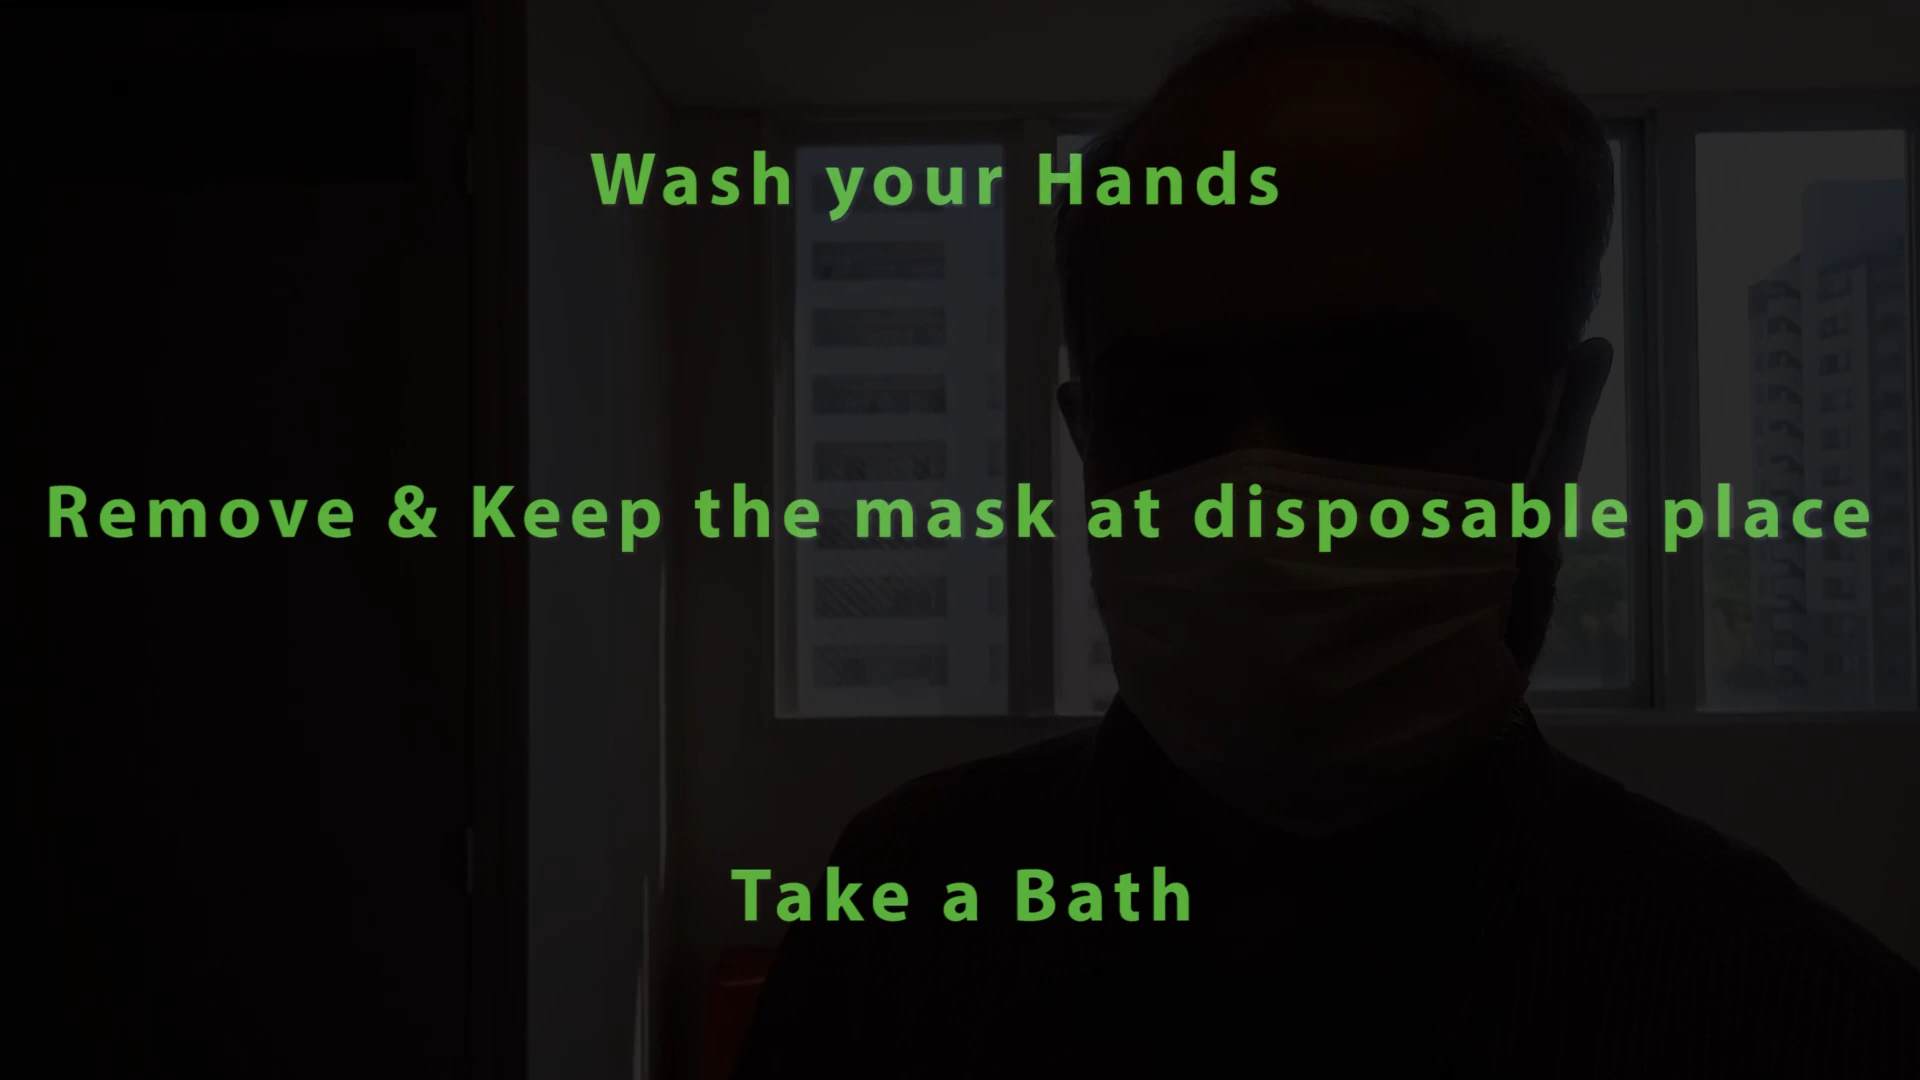 Wash your Hands
Remove & Keep the mask at disposable place
Take a Bath